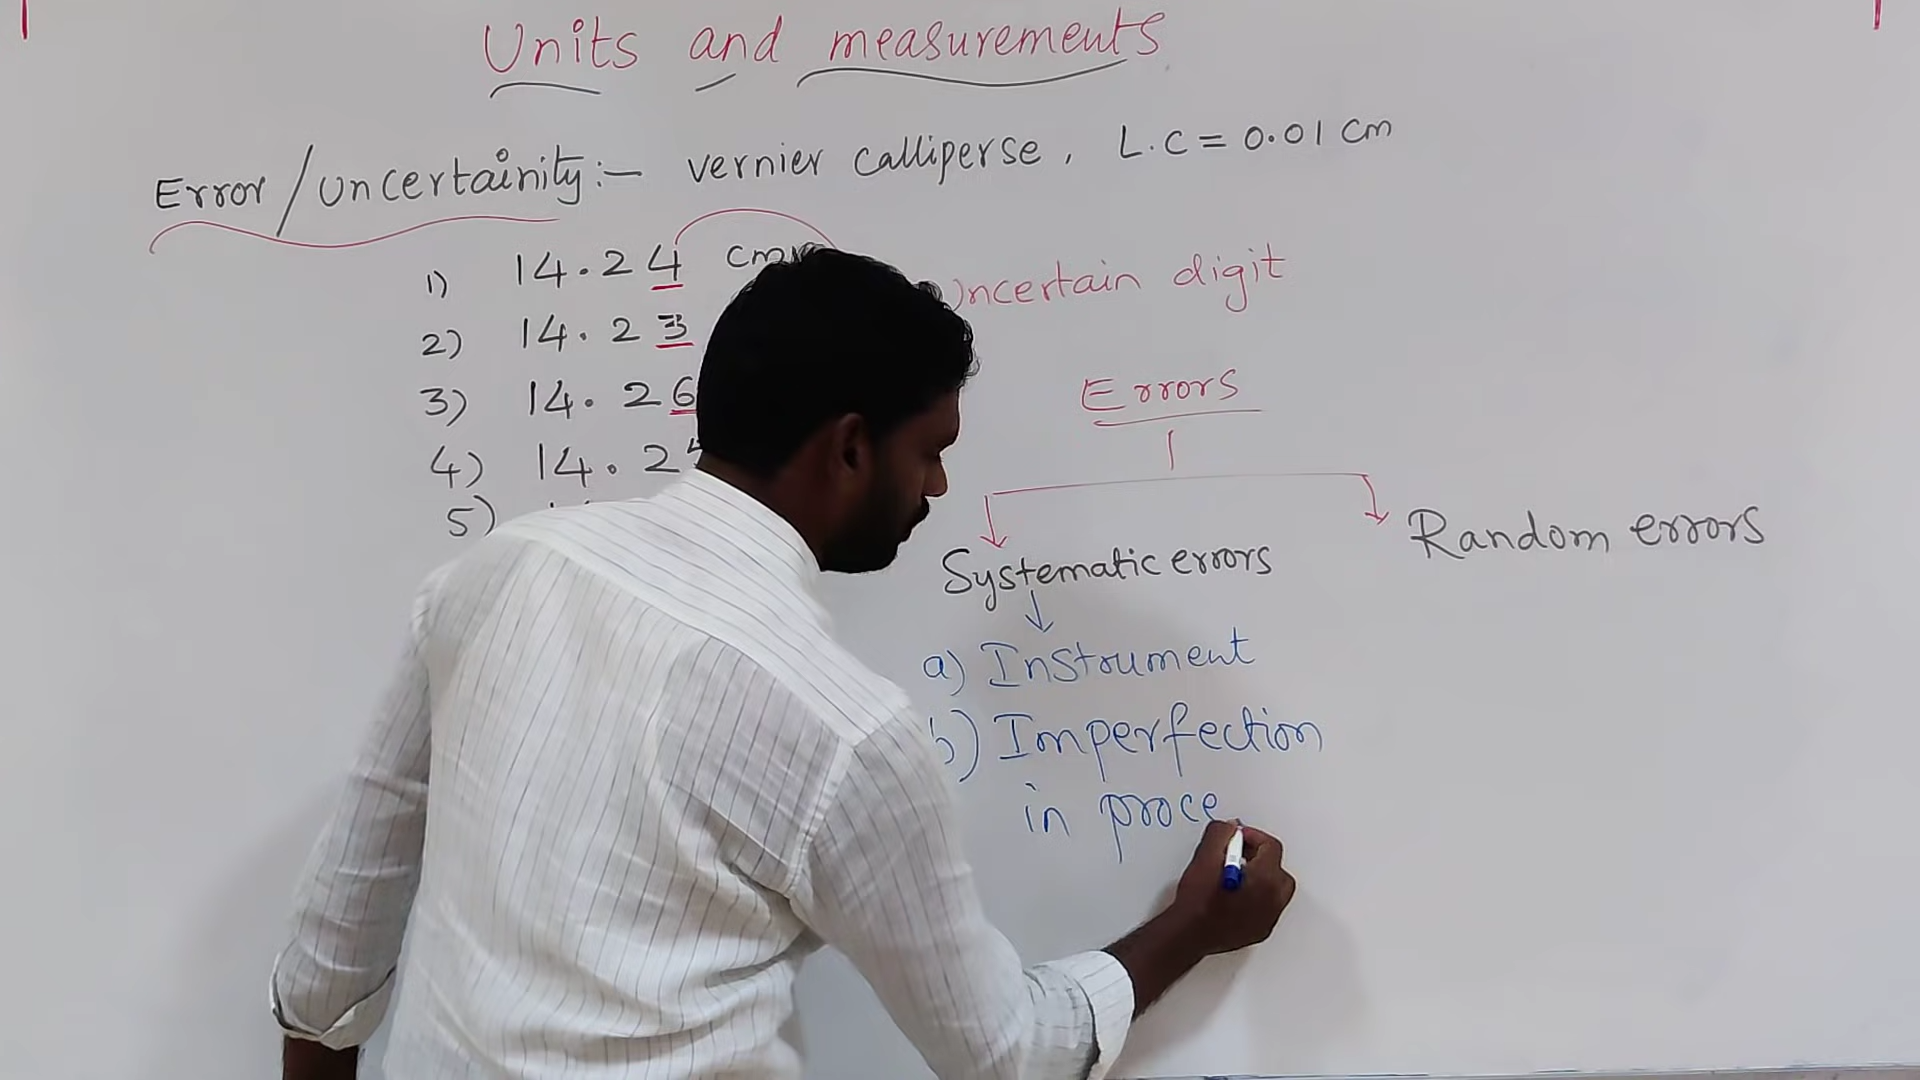 Units and measurements
Error/uncertainity:- vernier calliperse, L.C = 0.01 cm
1) 14.24 cm
uncertain digit
2) 14.23
3) 14.26
4) 14.2
5)
Errors
Systematic errors
Random errors
a) Instrument
b) Imperfection
in proce